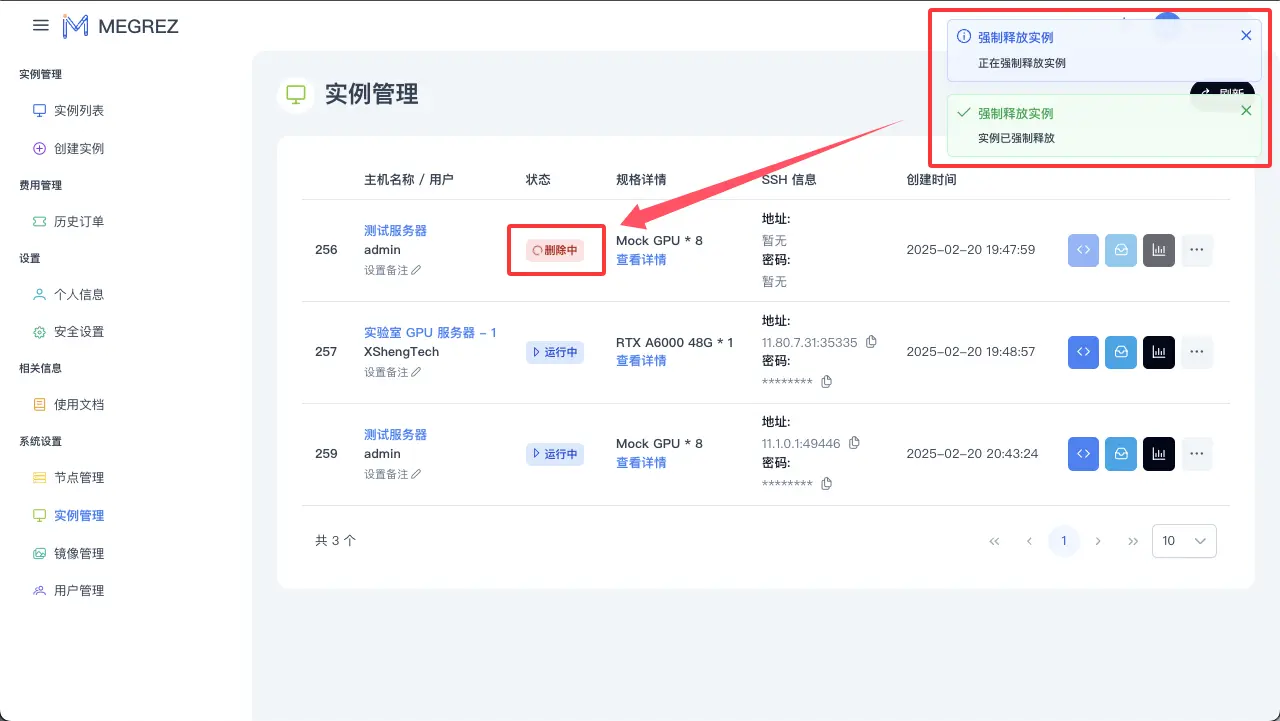 MEGREZ
实例管理
实例列表
创建实例
费用管理
历史订单
设置
个人信息
安全设置
相关信息
使用文档
系统设置
节点管理
实例管理
镜像管理
用户管理
实例管理
刷新
强制释放实例
正在强制释放实例
强制释放实例
实例已强制释放
主机名称 / 用户 状态 规格详情 SSH 信息 创建时间
256
测试服务器
admin
设置备注
删除中
Mock GPU * 8
查看详情
地址:
暂无
密码:
暂无
2025-02-20 19:47:59
257
实验室 GPU 服务器 - 1
XShengTech
设置备注
运行中
RTX A6000 48G * 1
查看详情
地址:
11.80.7.31:35335
密码:
********
2025-02-20 19:48:57
259
测试服务器
admin
设置备注
运行中
Mock GPU * 8
查看详情
地址:
11.1.0.1:49446
密码:
********
2025-02-20 20:43:24
共 3 个
1
10